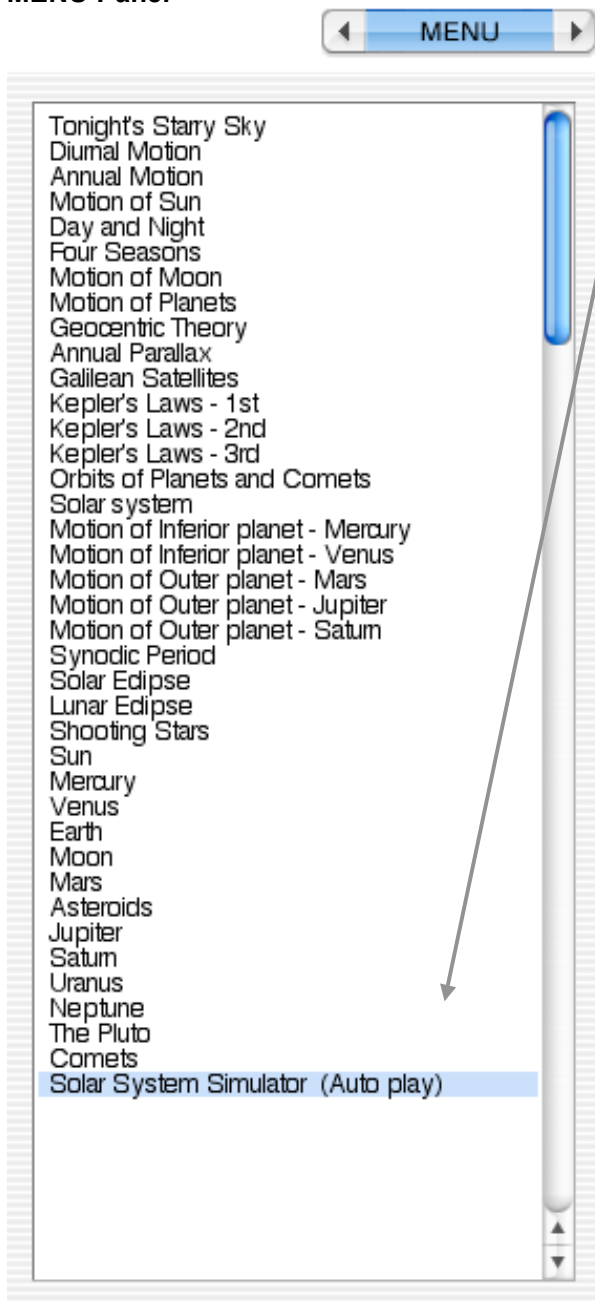 MENU Panel
MENU
Tonight's Starry Sky
Diurnal Motion
Annual Motion
Motion of Sun
Day and Night
Four Seasons
Motion of Moon
Motion of Planets
Geocentric Theory
Annual Parallax
Galilean Satellites
Kepler's Laws - 1st
Kepler's Laws - 2nd
Kepler's Laws - 3rd
Orbits of Planets and Comets
Solar system
Motion of Inferior planet - Mercury
Motion of Inferior planet - Venus
Motion of Outer planet - Mars
Motion of Outer planet - Jupiter
Motion of Outer planet - Saturn
Synodic Period
Solar Edipse
Lunar Edipse
Shooting Stars
Sun
Mercury
Venus
Earth
Moon
Mars
Asteroids
Jupiter
Saturn
Uranus
Neptune
The Pluto
Comets
Solar System Simulator (Auto play)